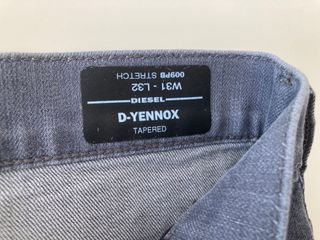 009PB STRETCH
W31 - L32
DIESEL
D-YENNOX
TAPERED